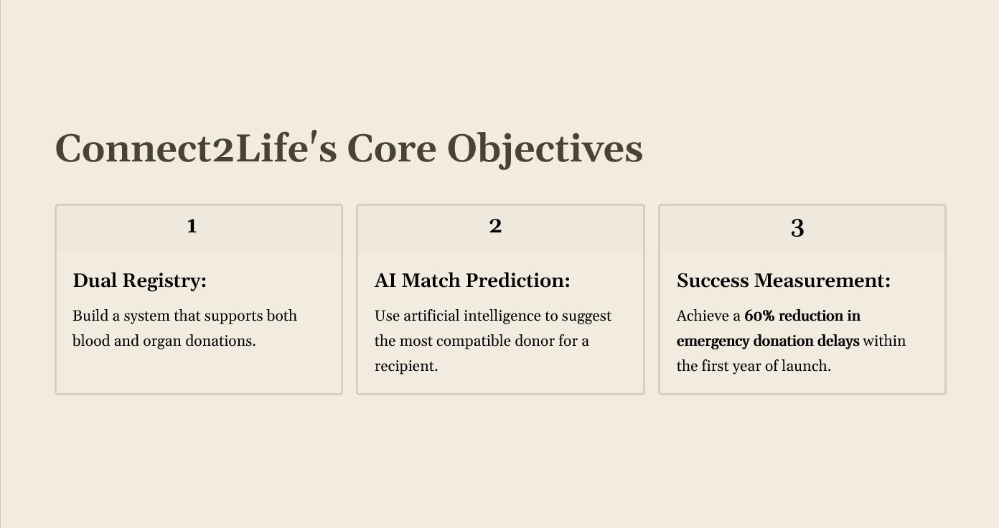 Connect2Life's Core Objectives
1
Dual Registry:
Build a system that supports both
blood and organ donations.
2
AI Match Prediction:
Use artificial intelligence to suggest
the most compatible donor for a
recipient.
3
Success Measurement:
Achieve a 60% reduction in
emergency donation delays within
the first year of launch.